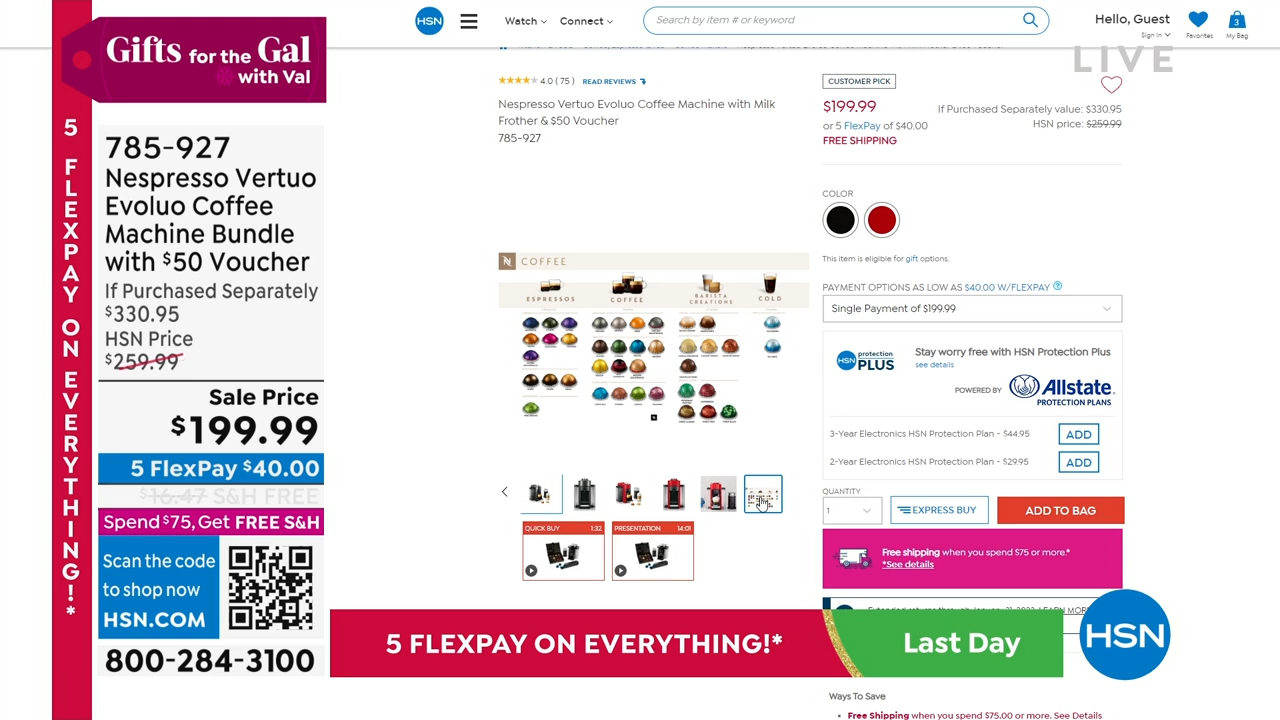 Gifts for the Gal
with Val
5 FLEXPAY ON EVERYTHING!*
785-927
Nespresso Vertuo
Evoluo Coffee
Machine Bundle
with $50 Voucher
If Purchased Separately
$330.95
HSN Price
$259.99
Sale Price
$199.99
5 FlexPay $40.00
$16.47 S&H FREE
Spend $75, Get FREE S&H
Scan the code
to shop now
HSN.COM
800-284-3100
HSN
Watch
Connect
Search by item # or keyword
Hello, Guest
Sign in
Favorites
3
My Bag
LIVE
4.0 (75) READ REVIEWS
Nespresso Vertuo Evoluo Coffee Machine with Milk
Frother & $50 Voucher
785-927
N COFFEE
ESPRESSOS
COFFEE
BARISTA
CREATIONS
COLD
QUICK BUY 1:32
PRESENTATION 14:01
CUSTOMER PICK
$199.99
If Purchased Separately value: $330.95
or 5 FlexPay of $40.00
HSN price: $259.99
FREE SHIPPING
COLOR
This item is eligible for gift options.
PAYMENT OPTIONS AS LOW AS $40.00 W/FLEXPAY ?
Single Payment of $199.99
HSN protection PLUS
Stay worry free with HSN Protection Plus
see details
POWERED BY Allstate.
PROTECTION PLANS
3-Year Electronics HSN Protection Plan - $44.95 ADD
2-Year Electronics HSN Protection Plan - $29.95 ADD
QUANTITY
1
EXPRESS BUY
ADD TO BAG
Free shipping when you spend $75 or more.*
*See details
5 FLEXPAY ON EVERYTHING!*
Last Day
HSN
Ways To Save
Free Shipping when you spend $75.00 or more. See Details